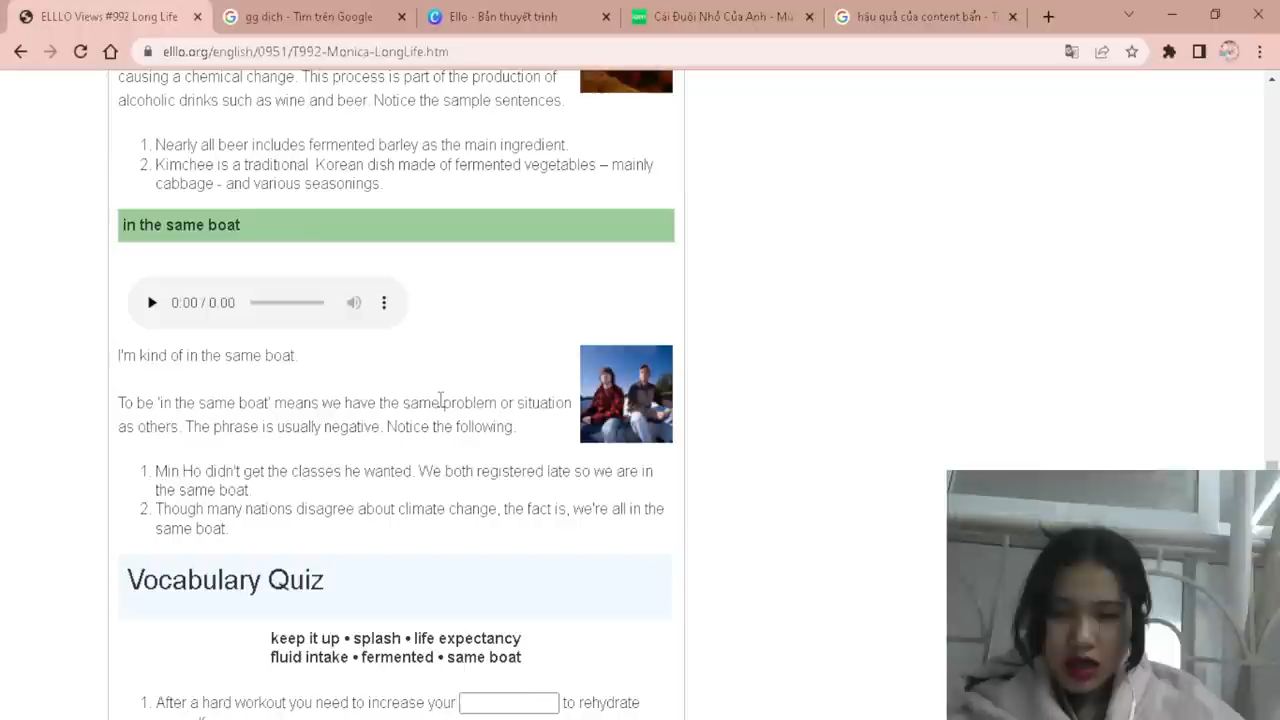 ELLLO Views #992 Long Life
gg dịch - Tìm trên Google
Ello - Bản thuyết trình
Cái Đuôi Nhỏ Của Anh - Mù
hậu quả của content bẩn - T
elllo.org/english/0951/T992-Monica-LongLife.htm
causing a chemical change. This process is part of the production of
alcoholic drinks such as wine and beer. Notice the sample sentences.
1. Nearly all beer includes fermented barley as the main ingredient.
2. Kimchee is a traditional Korean dish made of fermented vegetables – mainly
cabbage - and various seasonings.
in the same boat
0:00 / 0:00
I'm kind of in the same boat.
To be 'in the same boat' means we have the same problem or situation
as others. The phrase is usually negative. Notice the following.
1. Min Ho didn't get the classes he wanted. We both registered late so we are in
the same boat.
2. Though many nations disagree about climate change, the fact is, we're all in the
same boat.
Vocabulary Quiz
keep it up • splash • life expectancy
fluid intake • fermented • same boat
1. After a hard workout you need to increase your to rehydrate